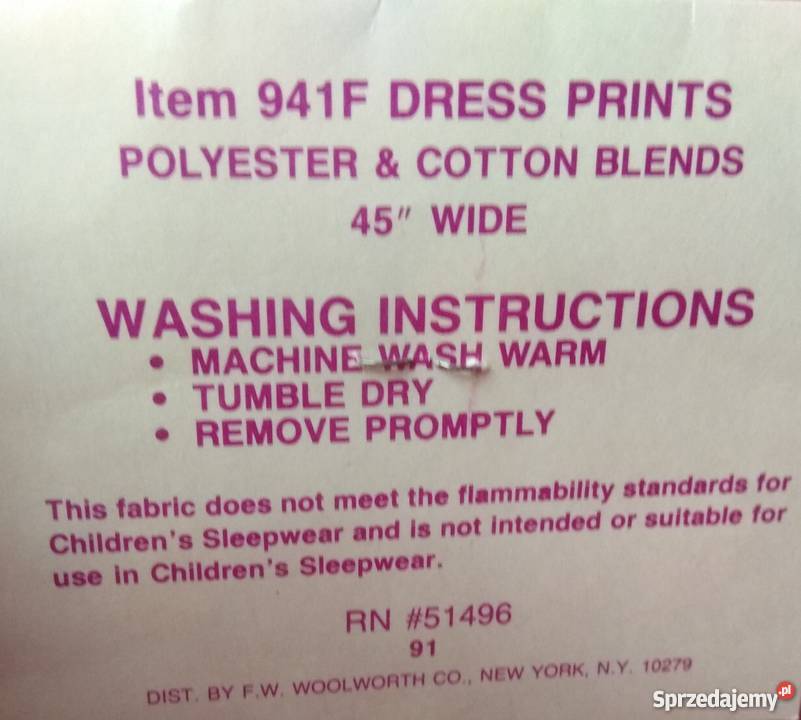 Item 941F DRESS PRINTS
POLYESTER & COTTON BLENDS
45" WIDE
WASHING INSTRUCTIONS
• MACHINE WASH WARM
• TUMBLE DRY
• REMOVE PROMPTLY
This fabric does not meet the flammability standards for
Children's Sleepwear and is not intended or suitable for
use in Children's Sleepwear.
RN #51496
91
DIST. BY F.W. WOOLWORTH CO., NEW YORK, N.Y. 10279
Sprzedajemy.pl